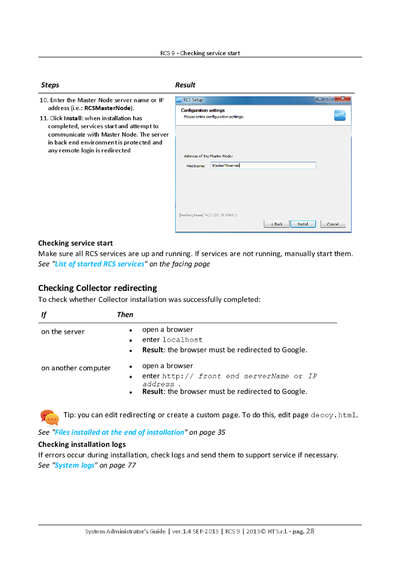 RCS 9 - Checking service start
Steps Result
10. Enter the Master Node server name or IP
address (i.e.: RCSMasterNode).
11. Click Install: when installation has
completed, services start and attempt to
communicate with Master Node. The server
in back end environment is protected and
any remote login is redirected
RCS Setup
Configuration settings
Please enter configuration settings.
Address of the Master Node:
Hostname:
< Back Install Cancel
Checking service start
Make sure all RCS services are up and running. If services are not running, manually start them.
See "List of started RCS services" on the facing page
Checking Collector redirecting
To check whether Collector installation was successfully completed:
If Then
on the server
• open a browser
• enter localhost
• Result: the browser must be redirected to Google.
on another computer
• open a browser
• enter http:// front end serverName or IP
address .
• Result: the browser must be redirected to Google.
Tip: you can edit redirecting or create a custom page. To do this, edit page decoy.html.
See "Files installed at the end of installation" on page 35
Checking installation logs
If errors occur during installation, check logs and send them to support service if necessary.
See "System logs" on page 77
System Administrator's Guide | ver.1.4 SEP-2013 | RCS 9 | 2013© HT S.r.l. - pag. 28